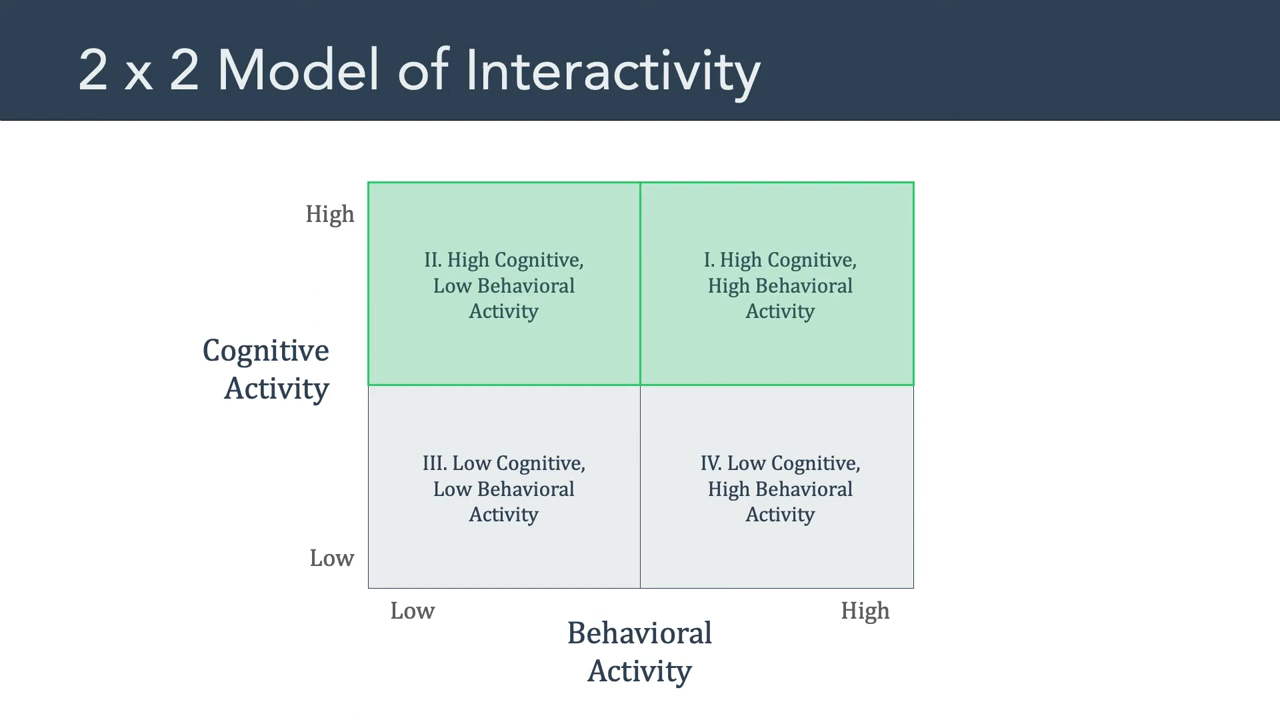 2 x 2 Model of Interactivity
High
II. High Cognitive,
Low Behavioral
Activity
I. High Cognitive,
High Behavioral
Activity
Cognitive
Activity
III. Low Cognitive,
Low Behavioral
Activity
IV. Low Cognitive,
High Behavioral
Activity
Low
Low
High
Behavioral
Activity